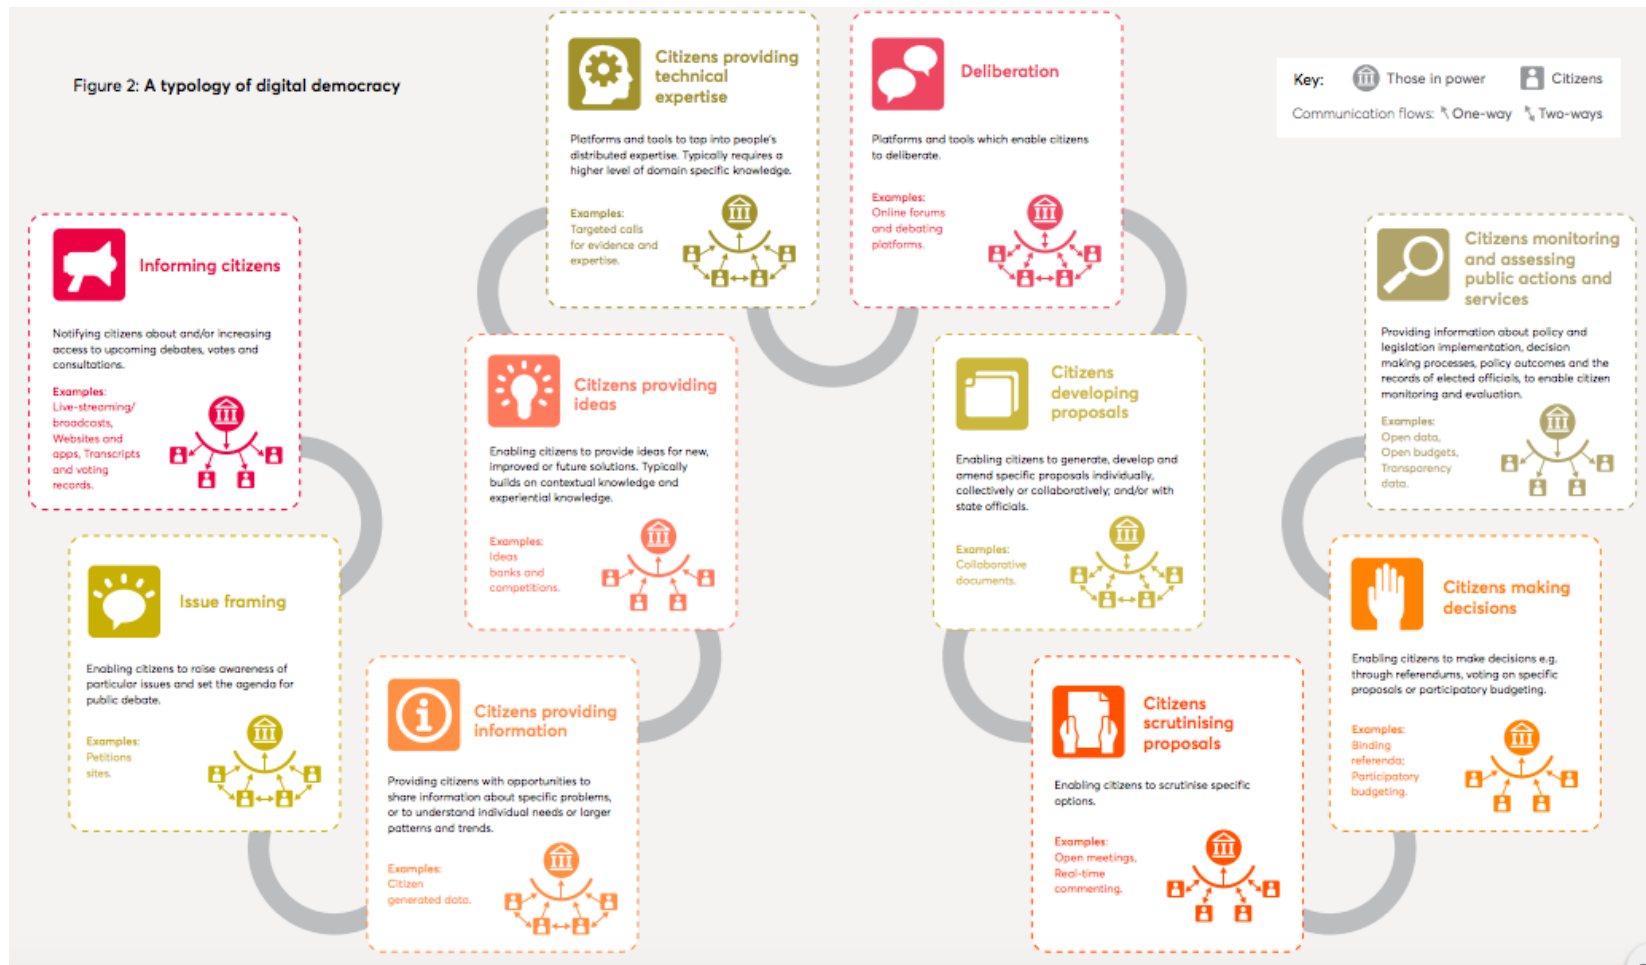 Figure 2: A typology of digital democracy
Key:
Those in power
Citizens
Communication flows:
One-way
Two-ways
Informing citizens
Notifying citizens about and/or increasing
access to upcoming debates, votes and
consultations.
Examples:
Live-streaming/
broadcasts,
Websites and
apps, Transcripts
and voting
records.
Issue framing
Enabling citizens to raise awareness of
particular issues and set the agenda for
public debate.
Examples:
Petitions
sites.
Citizens providing
information
Providing citizens with opportunities to
share information about specific problems,
or to understand individual needs or larger
patterns and trends.
Examples:
Citizen
generated data.
Citizens providing
ideas
Enabling citizens to provide ideas for new,
improved or future solutions. Typically
builds on contextual knowledge and
experiential knowledge.
Examples:
Ideas
banks and
competitions.
Citizens providing
technical
expertise
Platforms and tools to tap into people's
distributed expertise. Typically requires a
higher level of domain specific knowledge.
Examples:
Targeted calls
for evidence and
expertise.
Deliberation
Platforms and tools which enable citizens
to deliberate.
Examples:
Online forums
and debating
platforms.
Citizens
developing
proposals
Enabling citizens to generate, develop and
amend specific proposals individually,
collectively or collaboratively; and/or with
state officials.
Examples:
Collaborative
documents.
Citizens
scrutinising
proposals
Enabling citizens to scrutinise specific
options.
Examples:
Open meetings,
Real-time
commenting.
Citizens making
decisions
Enabling citizens to make decisions e.g.
through referendums, voting on specific
proposals or participatory budgeting.
Examples:
Binding
referenda;
Participatory
budgeting.
Citizens monitoring
and assessing
public actions and
services
Providing information about policy and
legislation implementation, decision
making processes, policy outcomes and the
records of elected officials, to enable citizen
monitoring and evaluation.
Examples:
Open data,
Open budgets,
Transparency
data.